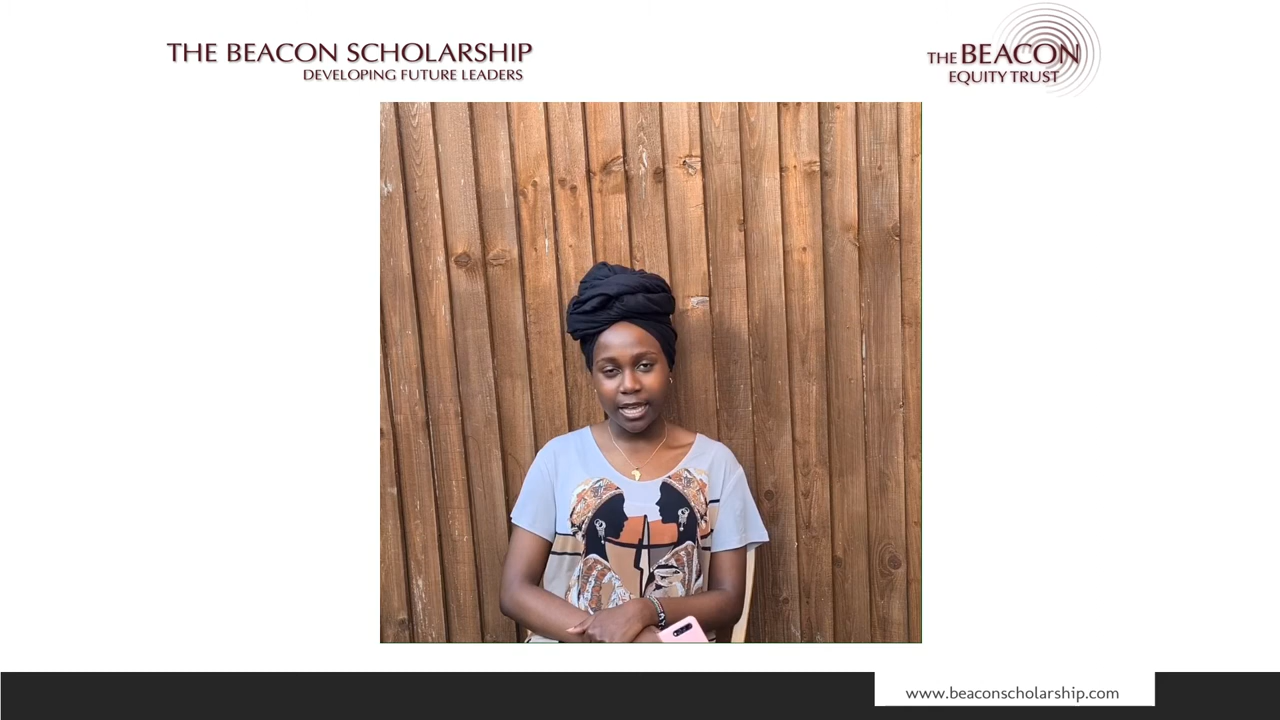 THE BEACON SCHOLARSHIP
DEVELOPING FUTURE LEADERS
THE BEACON
EQUITY TRUST
www.beaconscholarship.com